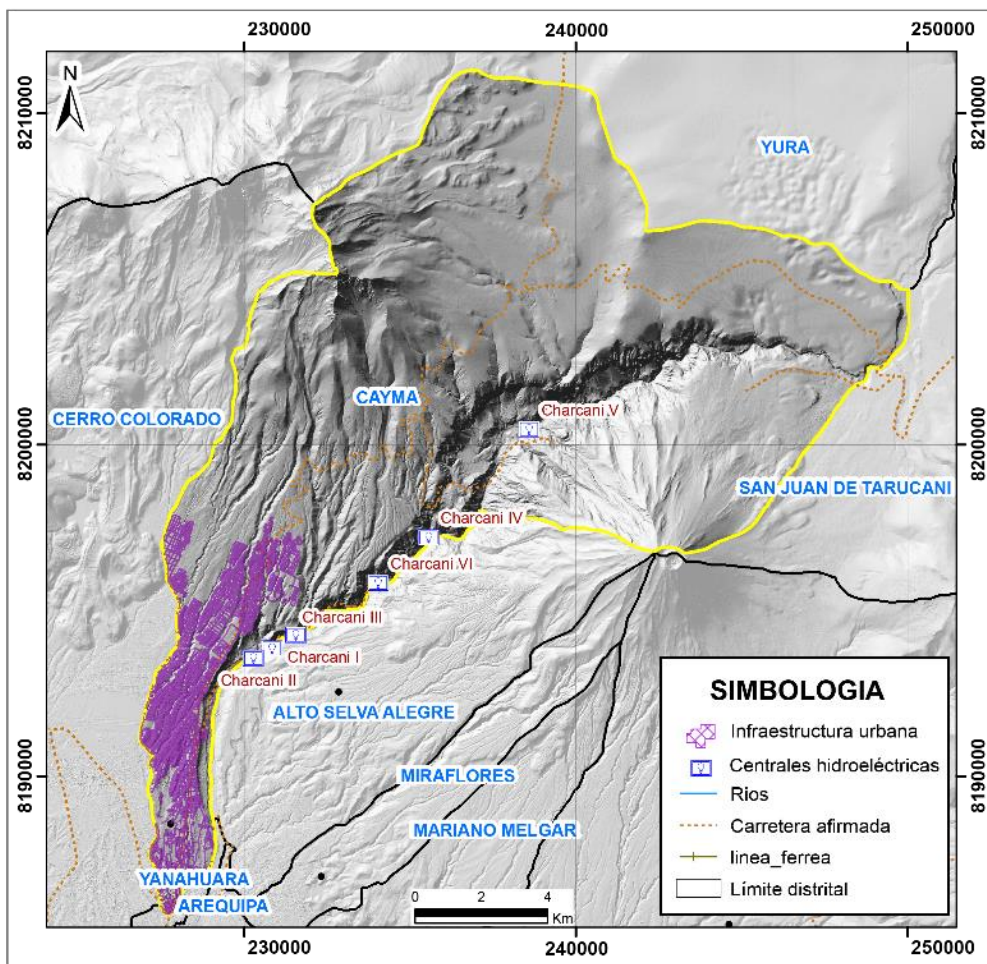 230000
240000
250000
N
8210000
8210000
YURA
CAYMA
CERRO COLORADO
Charcani V
8200000
8200000
SAN JUAN DE TARUCANI
Charcani IV
Charcani VI
Charcani III
Charcani I
Charcani II
ALTO SELVA ALEGRE
MIRAFLORES
MARIANO MELGAR
8190000
8190000
YANAHUARA
AREQUIPA
0 2 4
Km
SIMBOLOGIA
Infraestructura urbana
Centrales hidroeléctricas
Rios
Carretera afirmada
linea_ferrea
Límite distrital
230000
240000
250000